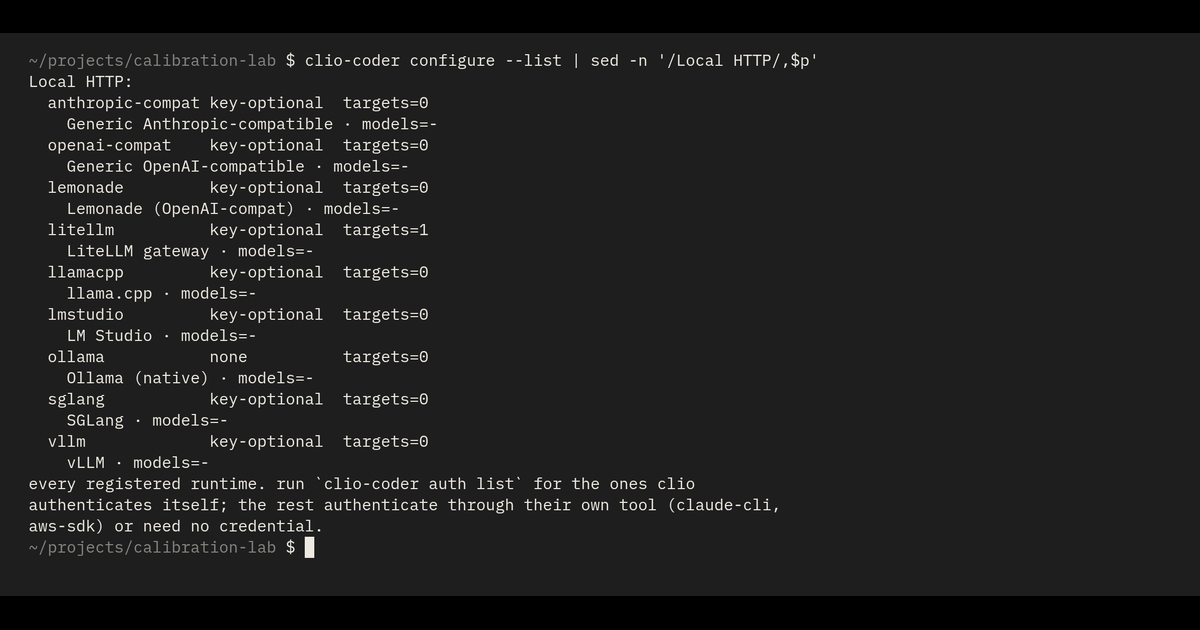 ~/projects/calibration-lab $ clio-coder configure --list | sed -n '/Local HTTP/,$p'
Local HTTP:
  anthropic-compat key-optional  targets=0
    Generic Anthropic-compatible · models=-
  openai-compat    key-optional  targets=0
    Generic OpenAI-compatible · models=-
  lemonade         key-optional  targets=0
    Lemonade (OpenAI-compat) · models=-
  litellm          key-optional  targets=1
    LiteLLM gateway · models=-
  llamacpp         key-optional  targets=0
    llama.cpp · models=-
  lmstudio         key-optional  targets=0
    LM Studio · models=-
  ollama           none          targets=0
    Ollama (native) · models=-
  sglang           key-optional  targets=0
    SGLang · models=-
  vllm             key-optional  targets=0
    vLLM · models=-
every registered runtime. run `clio-coder auth list` for the ones clio
authenticates itself; the rest authenticate through their own tool (claude-cli,
aws-sdk) or need no credential.
~/projects/calibration-lab $